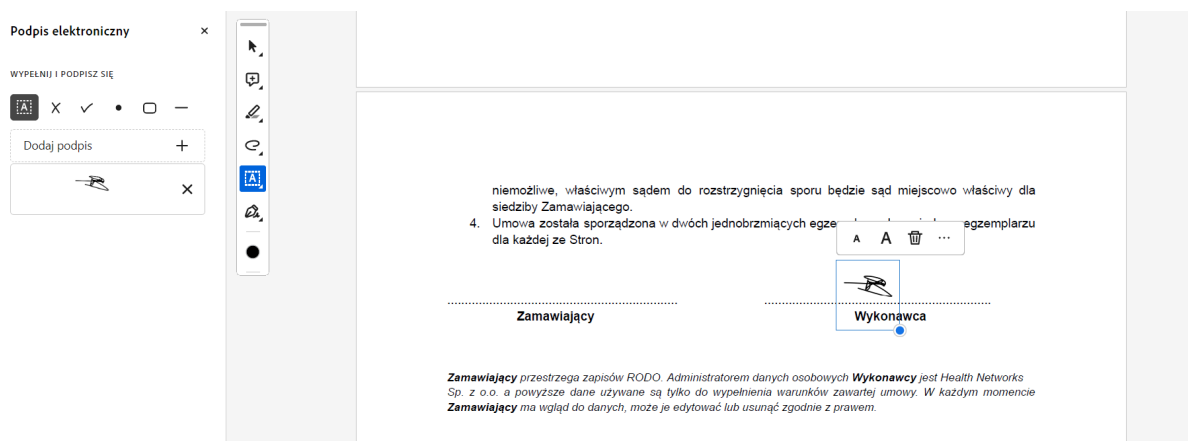 Podpis elektroniczny
WYPEŁNIJ I PODPISZ SIĘ
Dodaj podpis
niemożliwe, właściwym sądem do rozstrzygnięcia sporu będzie sąd miejscowo właściwy dla
siedziby Zamawiającego.
4. Umowa została sporządzona w dwóch jednobrzmiących egzemplarzu
dla każdej ze Stron.
A A ...
Zamawiający
Wykonawca
Zamawiający przestrzega zapisów RODO. Administratorem danych osobowych Wykonawcy jest Health Networks
Sp. z o.o. a powyższe dane używane są tylko do wypełnienia warunków zawartej umowy. W każdym momencie
Zamawiający ma wgląd do danych, może je edytować lub usunąć zgodnie z prawem.